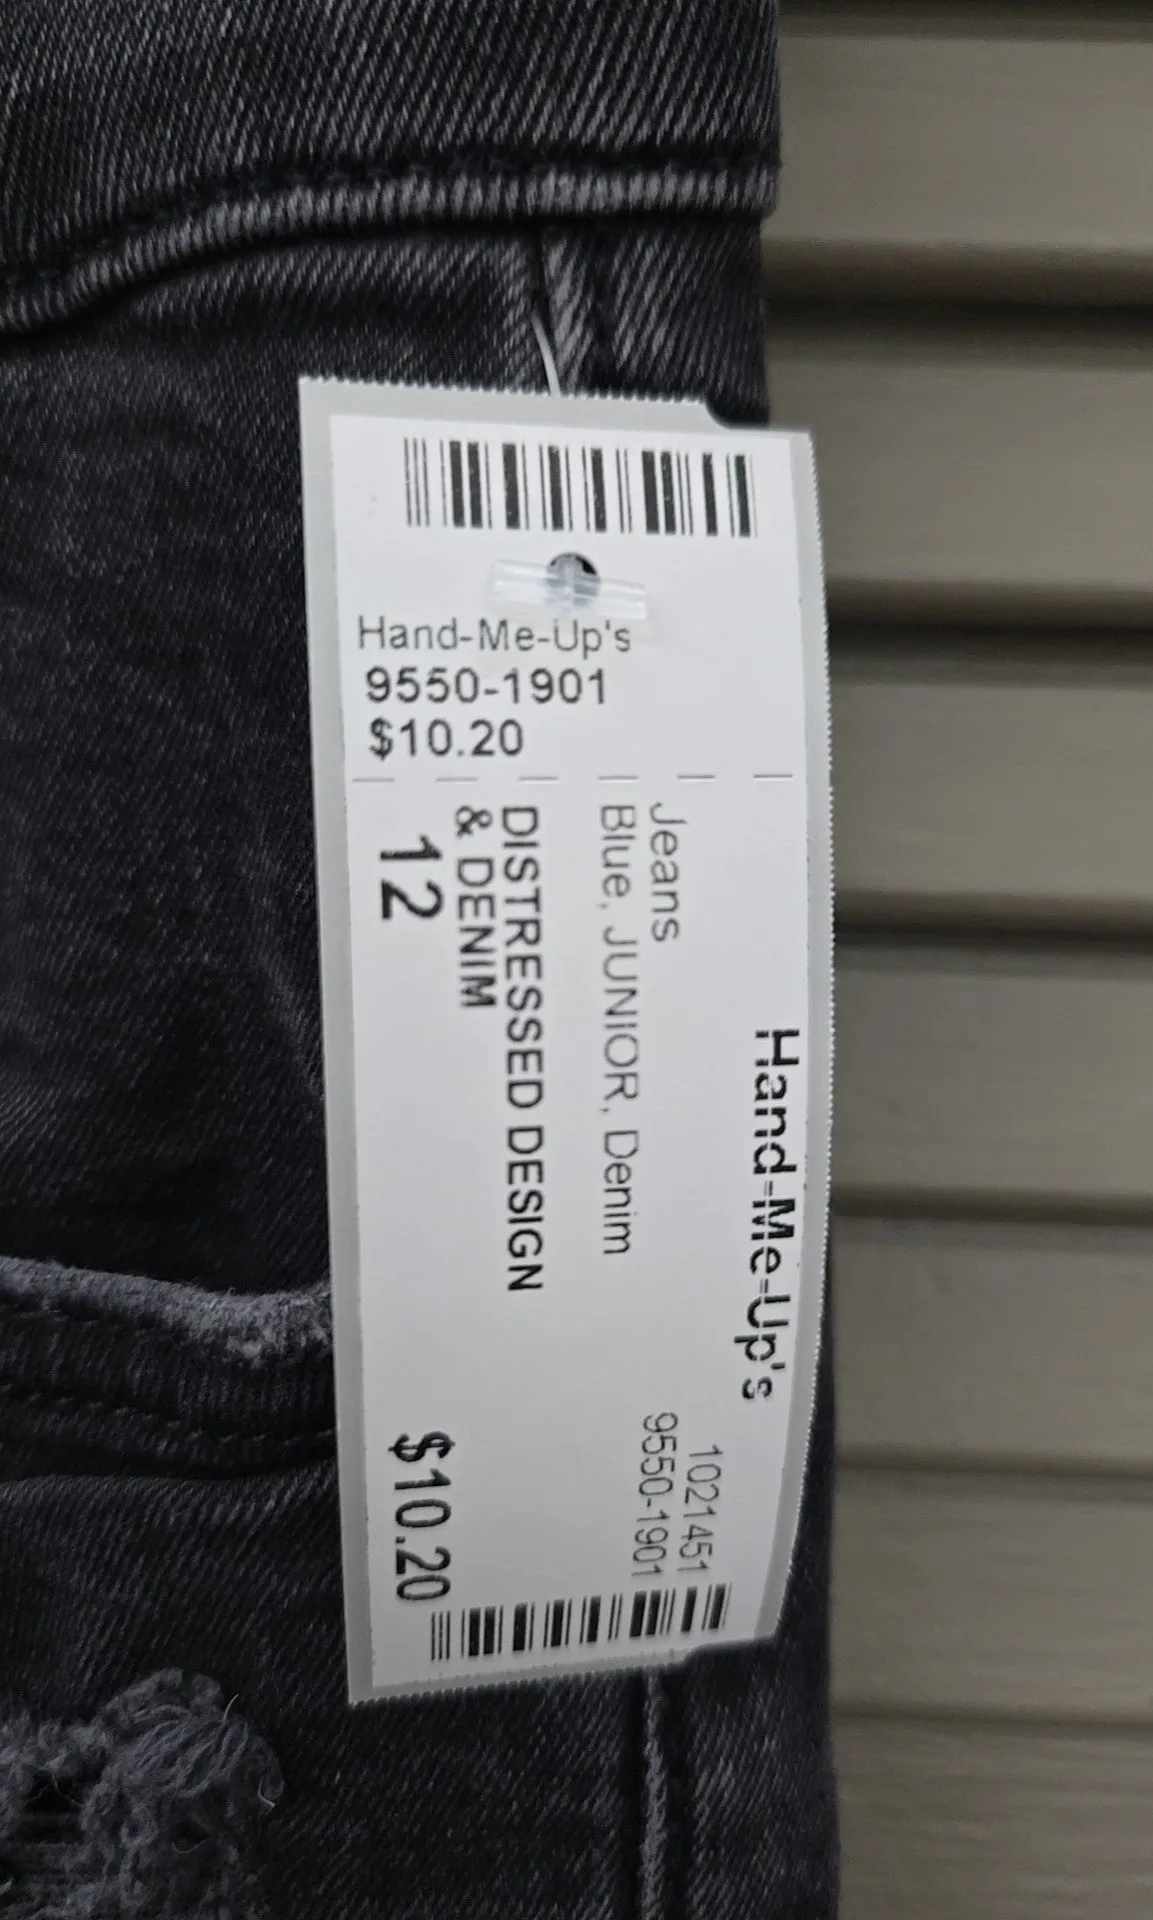 Hand-Me-Up's
9550-1901
$10.20
Hand-Me-Up's
1021451
9550-1901
Jeans
Blue, JUNIOR, Denim
DISTRESSED DESIGN
& DENIM
12
$10.20